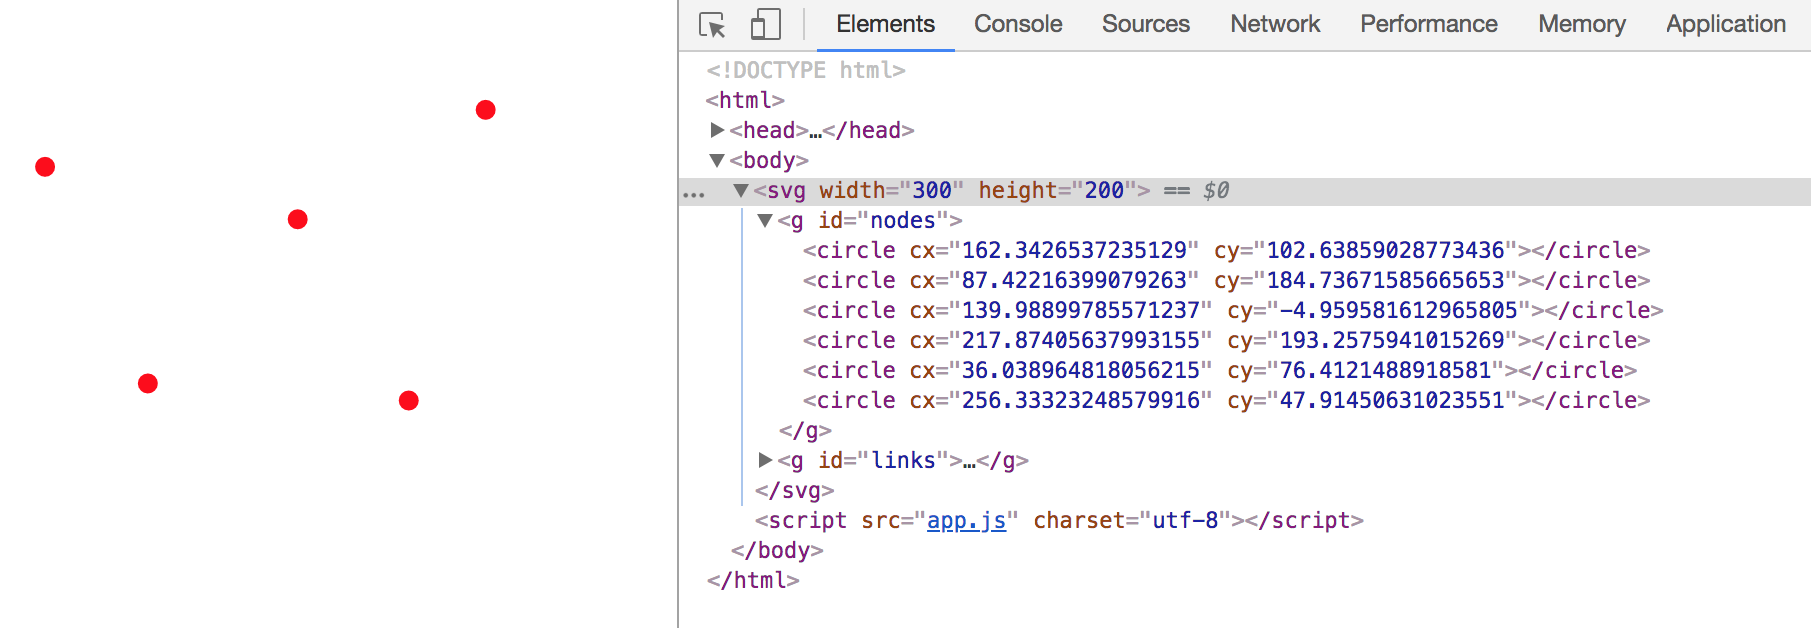 Elements Console Sources Network Performance Memory Application
<!DOCTYPE html>
<html>
<head>…</head>
<body>
… <svg width="300" height="200"> == $0
<g id="nodes">
<circle cx="162.3426537235129" cy="102.63859028773436"></circle>
<circle cx="87.42216399079263" cy="184.73671585665653"></circle>
<circle cx="139.98899785571237" cy="-4.959581612965805"></circle>
<circle cx="217.87405637993155" cy="193.2575941015269"></circle>
<circle cx="36.038964818056215" cy="76.4121488918581"></circle>
<circle cx="256.33323248579916" cy="47.91450631023551"></circle>
</g>
<g id="links">…</g>
</svg>
<script src="app.js" charset="utf-8"></script>
</body>
</html>